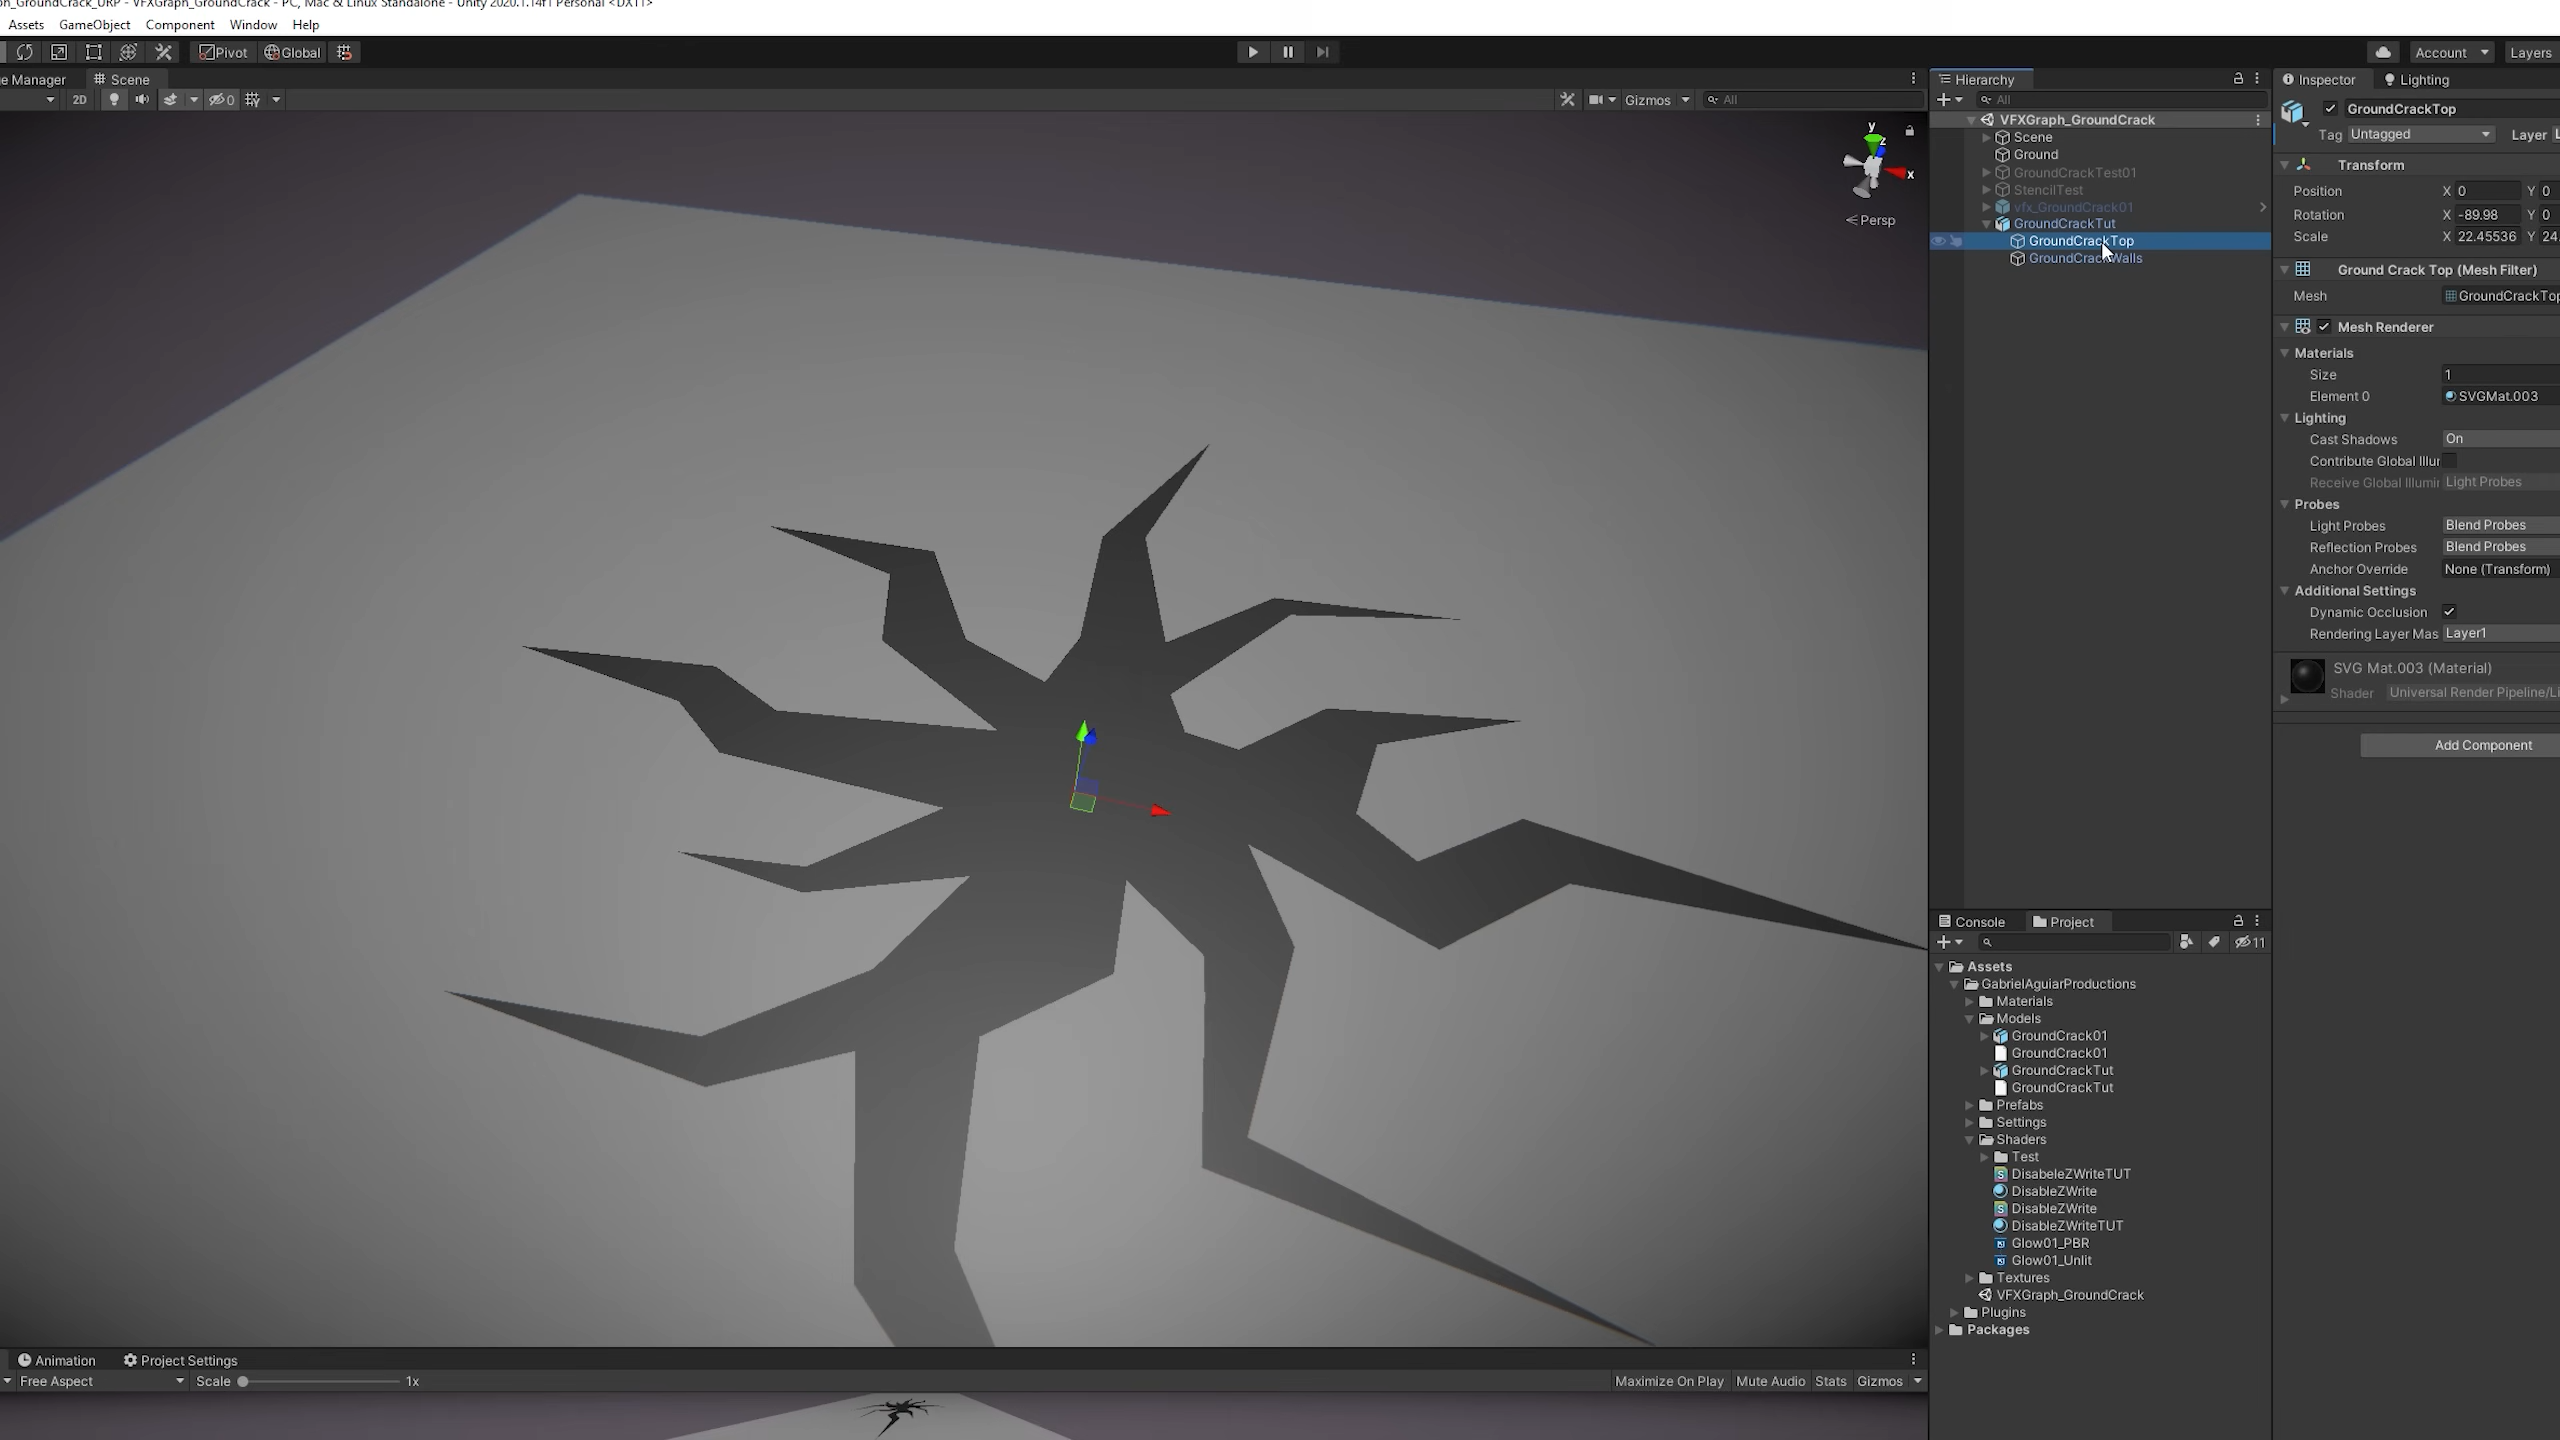 ph_GroundCrack_URP - VFXGraph_GroundCrack - PC, Mac & Linux Standalone - Unity 2020.1.14f1 Personal <DX11>
Assets GameObject Component Window Help
Pivot Global
Account Layers
e Manager Scene
2D 0 Gizmos All
y
z
x
Persp
Hierarchy
All
VFXGraph_GroundCrack
Scene
Ground
GroundCrackTest01
StencilTest
vfx_GroundCrack01
GroundCrackTut
GroundCrackTop
GroundCrackWalls
Inspector Lighting
GroundCrackTop
Tag Untagged Layer L
Transform
Position X 0 Y 0
Rotation X -89.98 Y 0
Scale X 22.45536 Y 24.
Ground Crack Top (Mesh Filter)
Mesh GroundCrackTop
Mesh Renderer
Materials
Size 1
Element 0 SVGMat.003
Lighting
Cast Shadows On
Contribute Global Illur
Receive Global Illumi Light Probes
Probes
Light Probes Blend Probes
Reflection Probes Blend Probes
Anchor Override None (Transform)
Additional Settings
Dynamic Occlusion
Rendering Layer Mas Layer1
SVG Mat.003 (Material)
Shader Universal Render Pipeline/Li
Add Component
Console Project
11
Assets
GabrielAguiarProductions
Materials
Models
GroundCrack01
GroundCrack01
GroundCrackTut
GroundCrackTut
Prefabs
Settings
Shaders
Test
DisabeleZWriteTUT
DisableZWrite
DisableZWrite
DisableZWriteTUT
Glow01_PBR
Glow01_Unlit
Textures
VFXGraph_GroundCrack
Plugins
Packages
Animation Project Settings
Free Aspect Scale 1x Maximize On Play Mute Audio Stats Gizmos